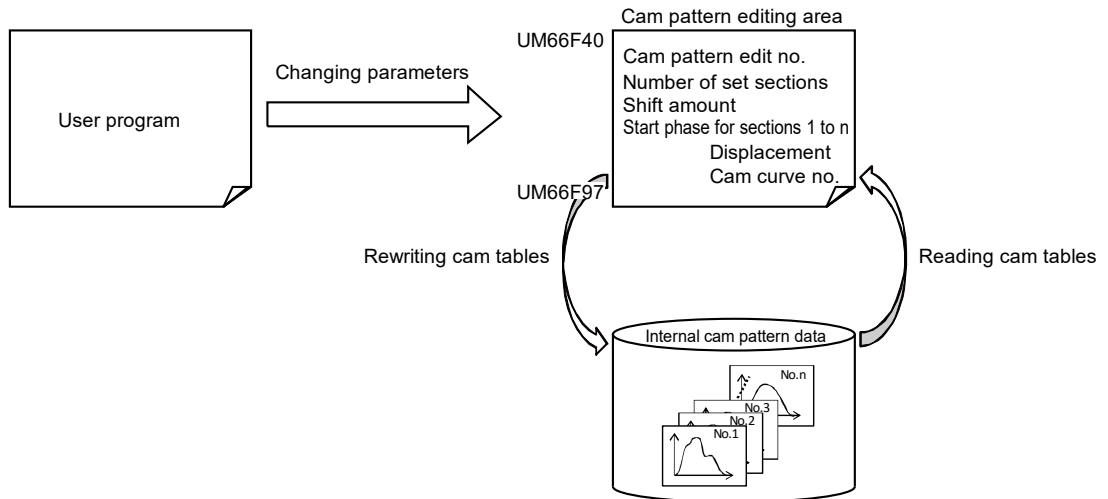 Cam pattern editing area
UM66F40
User program
Changing parameters
Cam pattern edit no.
Number of set sections
Shift amount
Start phase for sections 1 to n
Displacement
Cam curve no.
UM66F97
Rewriting cam tables
Reading cam tables
Internal cam pattern data
No.n
No.3
No.2
No.1